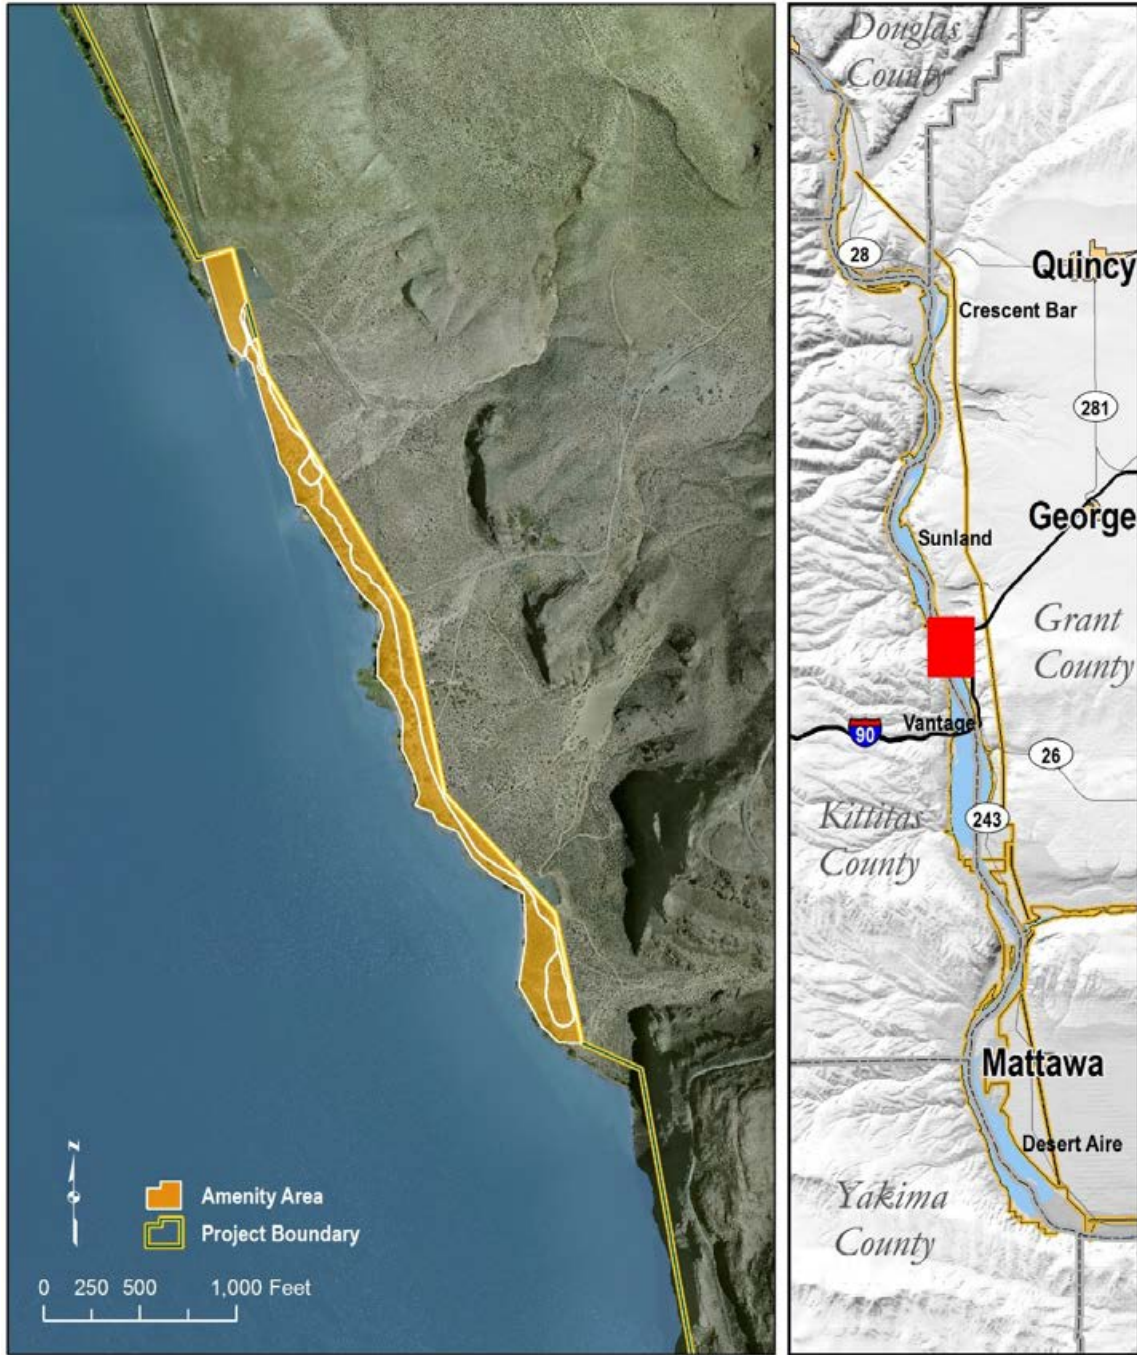 N
Amenity Area
Project Boundary
0 250 500 1,000 Feet
Douglas
County
28
Quincy
Crescent Bar
281
George
Sunland
Grant
County
Vantage
90
26
Kittitas
County
243
Mattawa
Desert Aire
Yakima
County